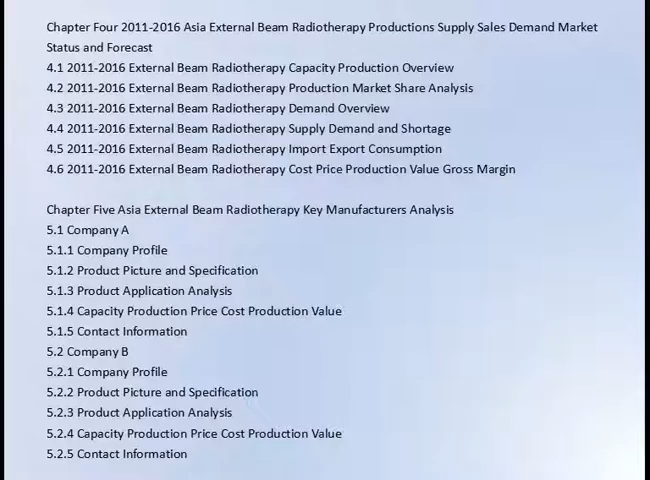 Chapter Four 2011-2016 Asia External Beam Radiotherapy Productions Supply Sales Demand Market
Status and Forecast
4.1 2011-2016 External Beam Radiotherapy Capacity Production Overview
4.2 2011-2016 External Beam Radiotherapy Production Market Share Analysis
4.3 2011-2016 External Beam Radiotherapy Demand Overview
4.4 2011-2016 External Beam Radiotherapy Supply Demand and Shortage
4.5 2011-2016 External Beam Radiotherapy Import Export Consumption
4.6 2011-2016 External Beam Radiotherapy Cost Price Production Value Gross Margin
Chapter Five Asia External Beam Radiotherapy Key Manufacturers Analysis
5.1 Company A
5.1.1 Company Profile
5.1.2 Product Picture and Specification
5.1.3 Product Application Analysis
5.1.4 Capacity Production Price Cost Production Value
5.1.5 Contact Information
5.2 Company B
5.2.1 Company Profile
5.2.2 Product Picture and Specification
5.2.3 Product Application Analysis
5.2.4 Capacity Production Price Cost Production Value
5.2.5 Contact Information